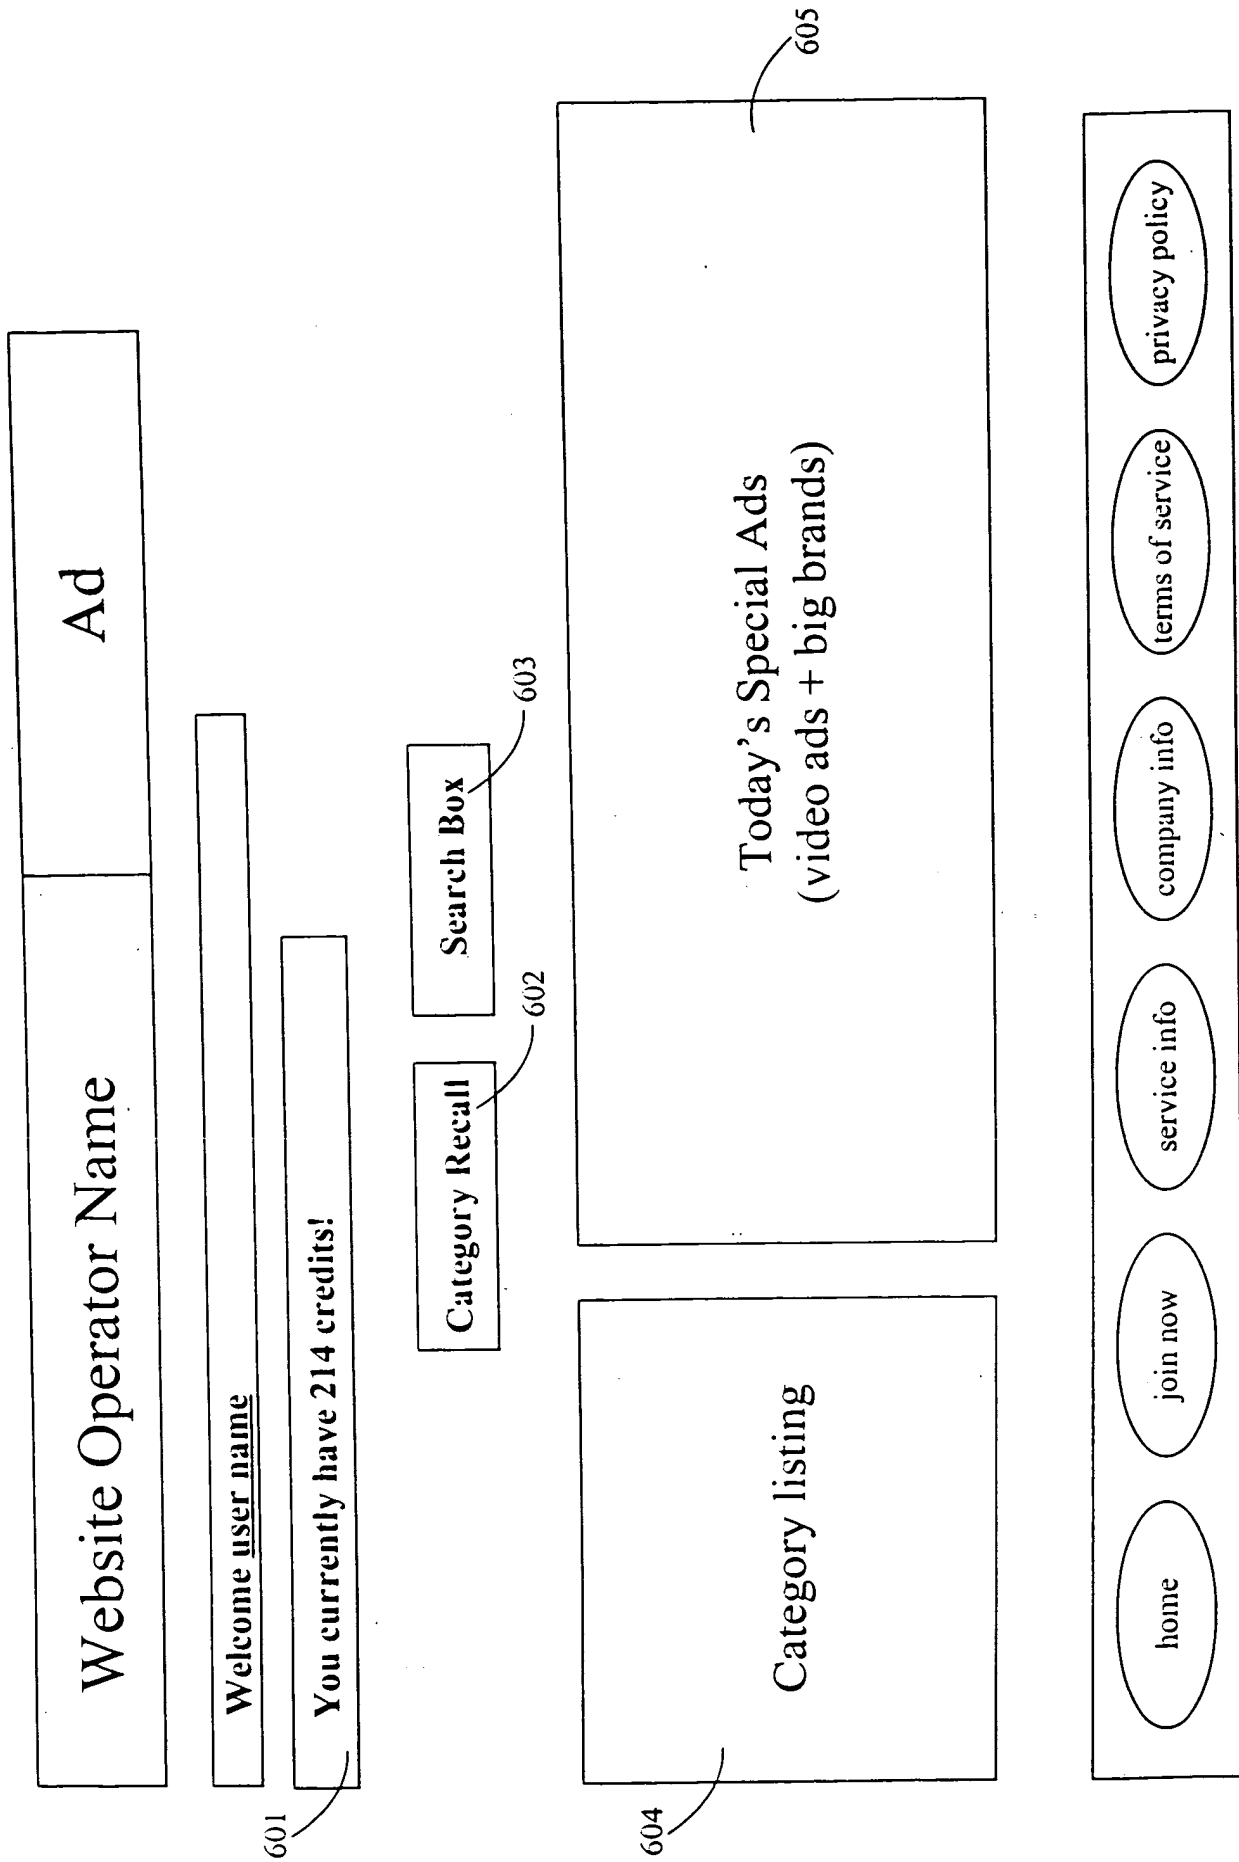 Website Operator Name
Ad
Welcome user name
You currently have 214 credits!
601
Category Recall
602
Search Box
603
Category listing
604
Today's Special Ads
(video ads + big brands)
605
home
join now
service info
company info
terms of service
privacy policy